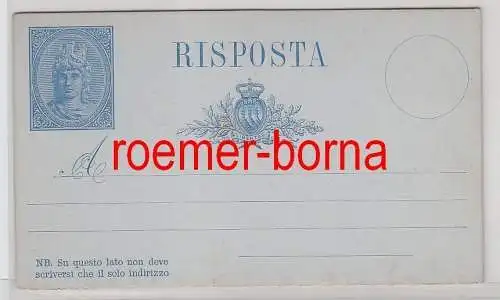 RISPOSTA
A
roemer-borna
NB. Su questo lato non deve
scriversi che il solo indirizzo